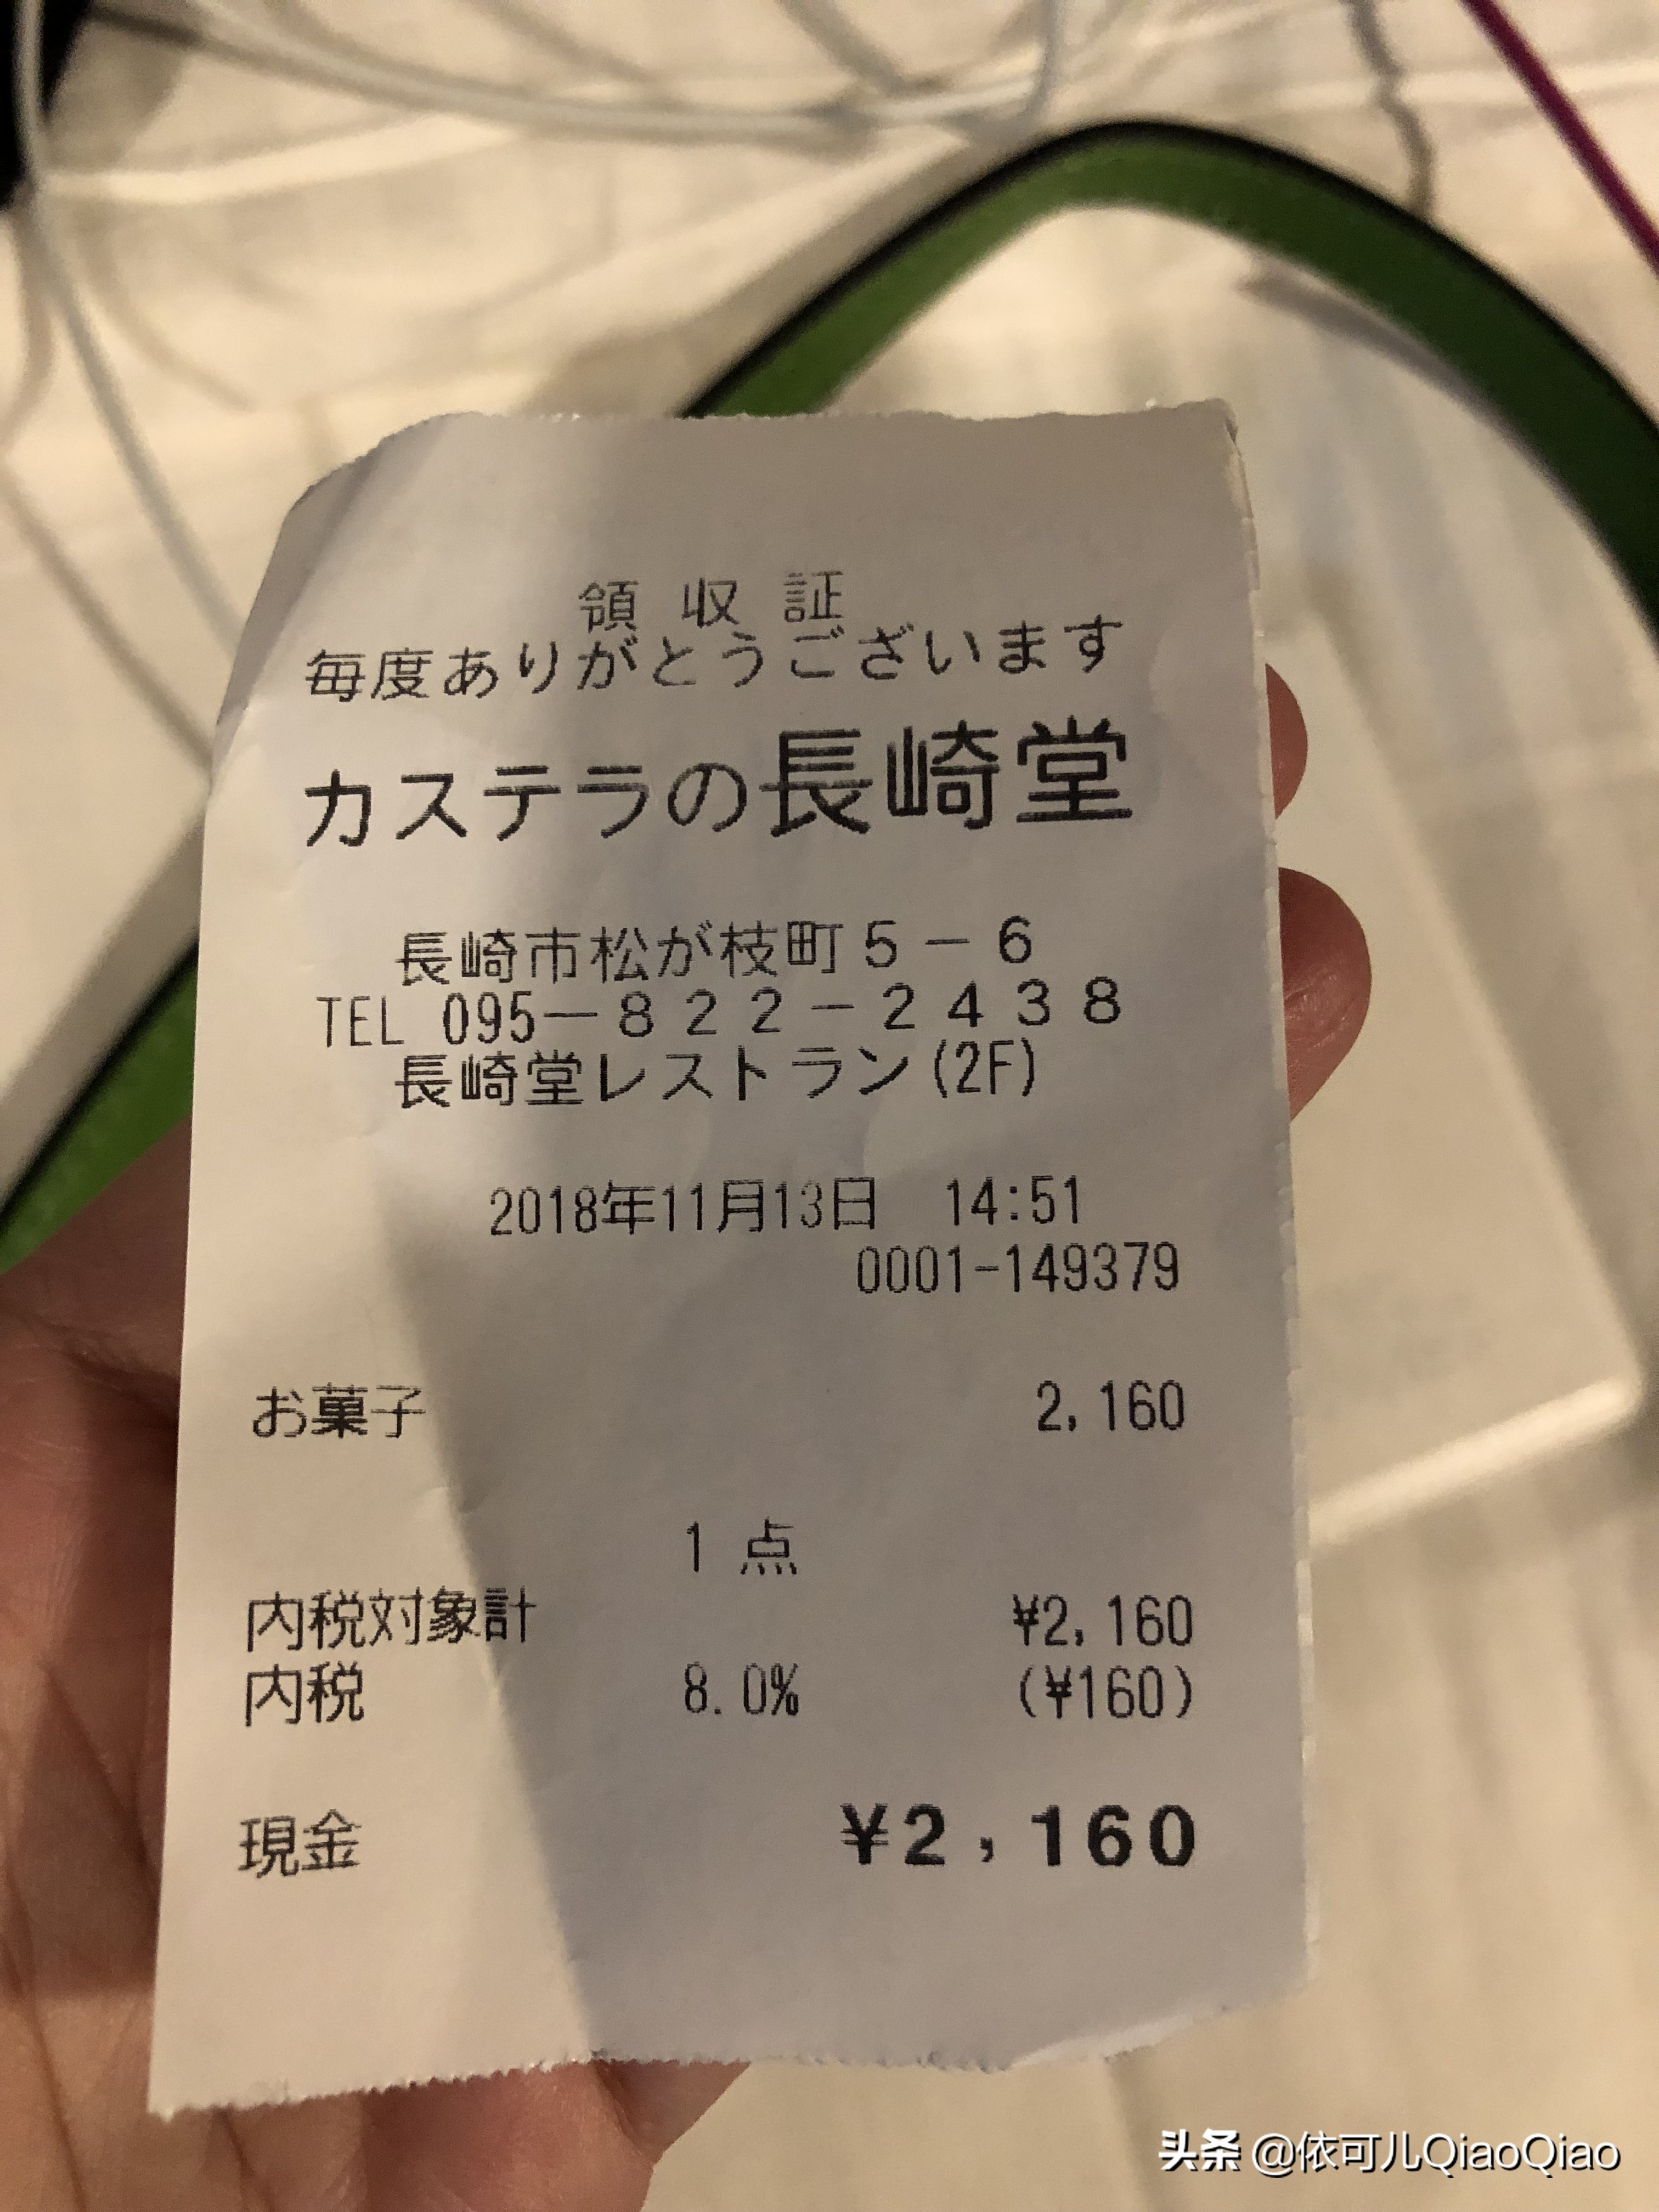 領収証
毎度ありがとうございます
カステラの長崎堂
長崎市松が枝町５－６
TEL 095―８２２－２４３８
長崎堂レストラン(2F)
2018年11月13日 14:51
0001-149379
お菓子 2,160
1 点
内税対象計 ¥2,160
内税 8.0% (¥160)
現金 ¥2,160
头条 @依可儿QiaoQiao